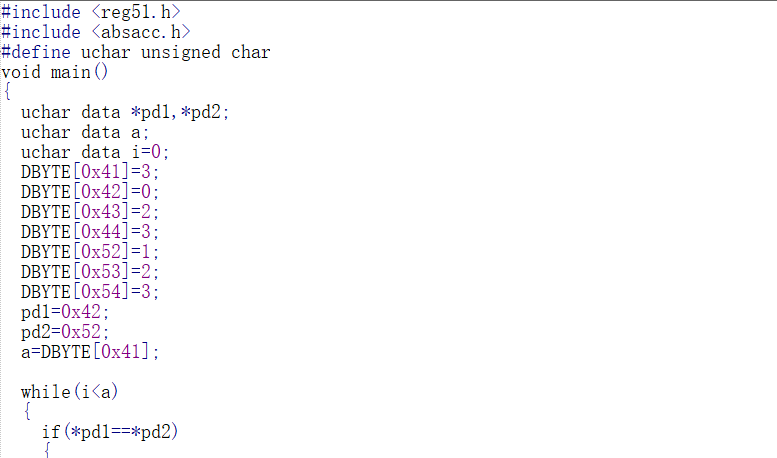 #include <reg51.h>
#include <absacc.h>
#define uchar unsigned char
void main()
{
  uchar data *pd1,*pd2;
  uchar data a;
  uchar data i=0;
  DBYTE[0x41]=3;
  DBYTE[0x42]=0;
  DBYTE[0x43]=2;
  DBYTE[0x44]=3;
  DBYTE[0x52]=1;
  DBYTE[0x53]=2;
  DBYTE[0x54]=3;
  pd1=0x42;
  pd2=0x52;
  a=DBYTE[0x41];

  while(i<a)
  {
    if(*pd1==*pd2)
    {